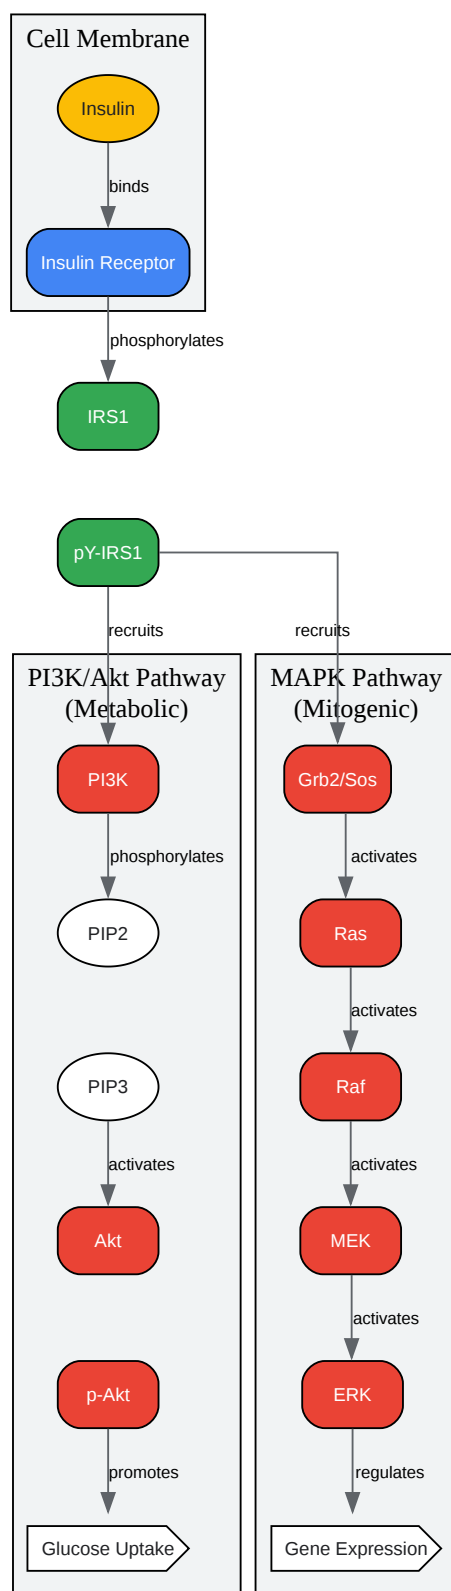 Cell Membrane
Insulin
binds
Insulin Receptor
phosphorylates
IRS1
pY-IRS1
recruits
recruits
PI3K/Akt Pathway
(Metabolic)
PI3K
phosphorylates
PIP2
PIP3
activates
Akt
p-Akt
promotes
Glucose Uptake
MAPK Pathway
(Mitogenic)
Grb2/Sos
activates
Ras
activates
Raf
activates
MEK
activates
ERK
regulates
Gene Expression